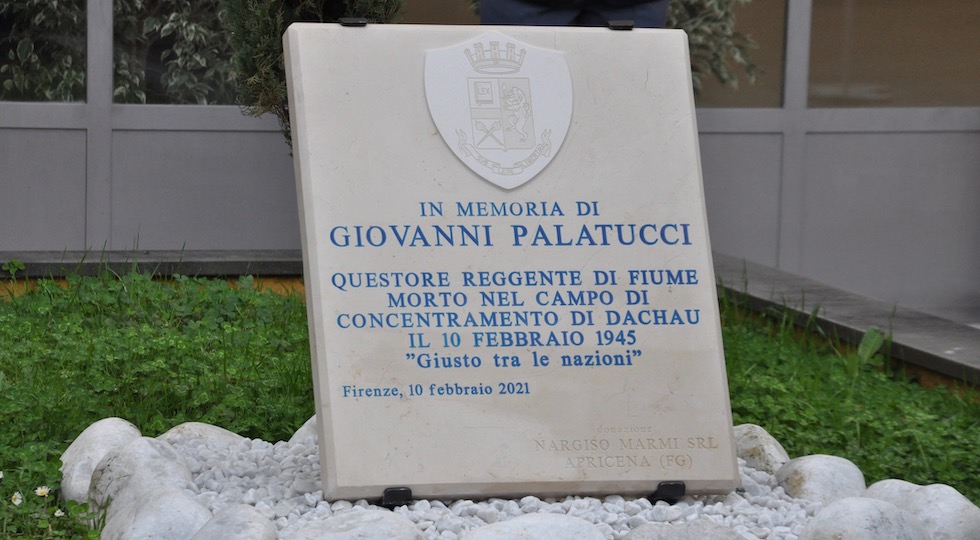 IN MEMORIA DI
GIOVANNI PALATUCCI
QUESTORE REGGENTE DI FIUME
MORTO NEL CAMPO DI
CONCENTRAMENTO DI DACHAU
IL 10 FEBBRAIO 1945
"Giusto tra le nazioni"
Firenze, 10 febbraio 2021
donazione
NARGISO MARMI SRL
APRICENA (FG)